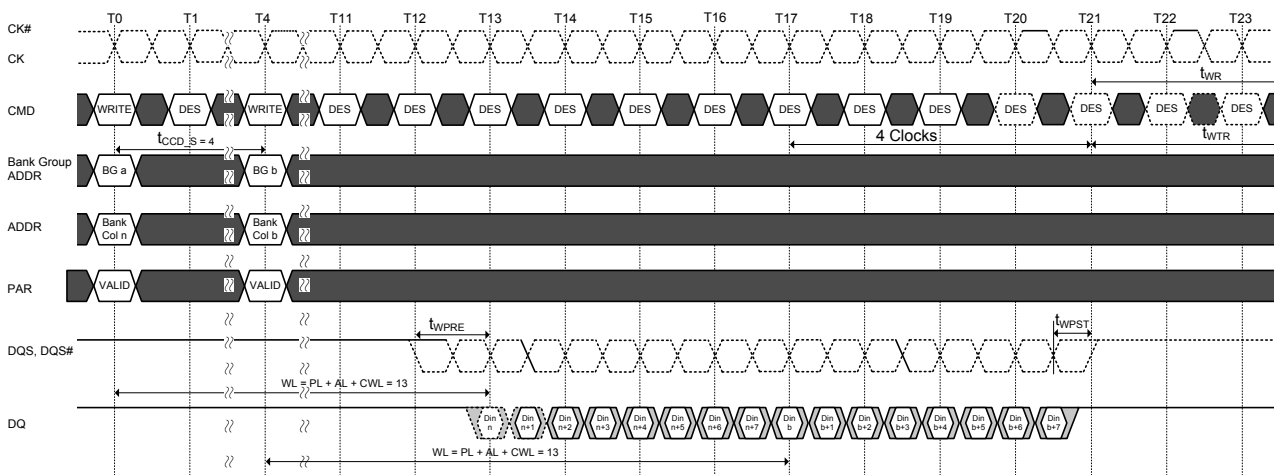 T0 T1 T4 T11 T12 T13 T14 T15 T16 T17 T18 T19 T20 T21 T22 T23
CK#
CK
tWR
CMD WRITE DES WRITE DES DES DES DES DES DES DES DES DES DES DES DES DES
tCCD_S = 4
4 Clocks
tWTR
Bank Group
ADDR
BG a BG b
ADDR
Bank
Col n
Bank
Col b
PAR VALID VALID
tWPRE
tWPST
DQS, DQS#
WL = PL + AL + CWL = 13
DQ
Din
n
Din
n+1
Din
n+2
Din
n+3
Din
n+4
Din
n+5
Din
n+6
Din
n+7
Din
b
Din
b+1
Din
b+2
Din
b+3
Din
b+4
Din
b+5
Din
b+6
Din
b+7
WL = PL + AL + CWL = 13